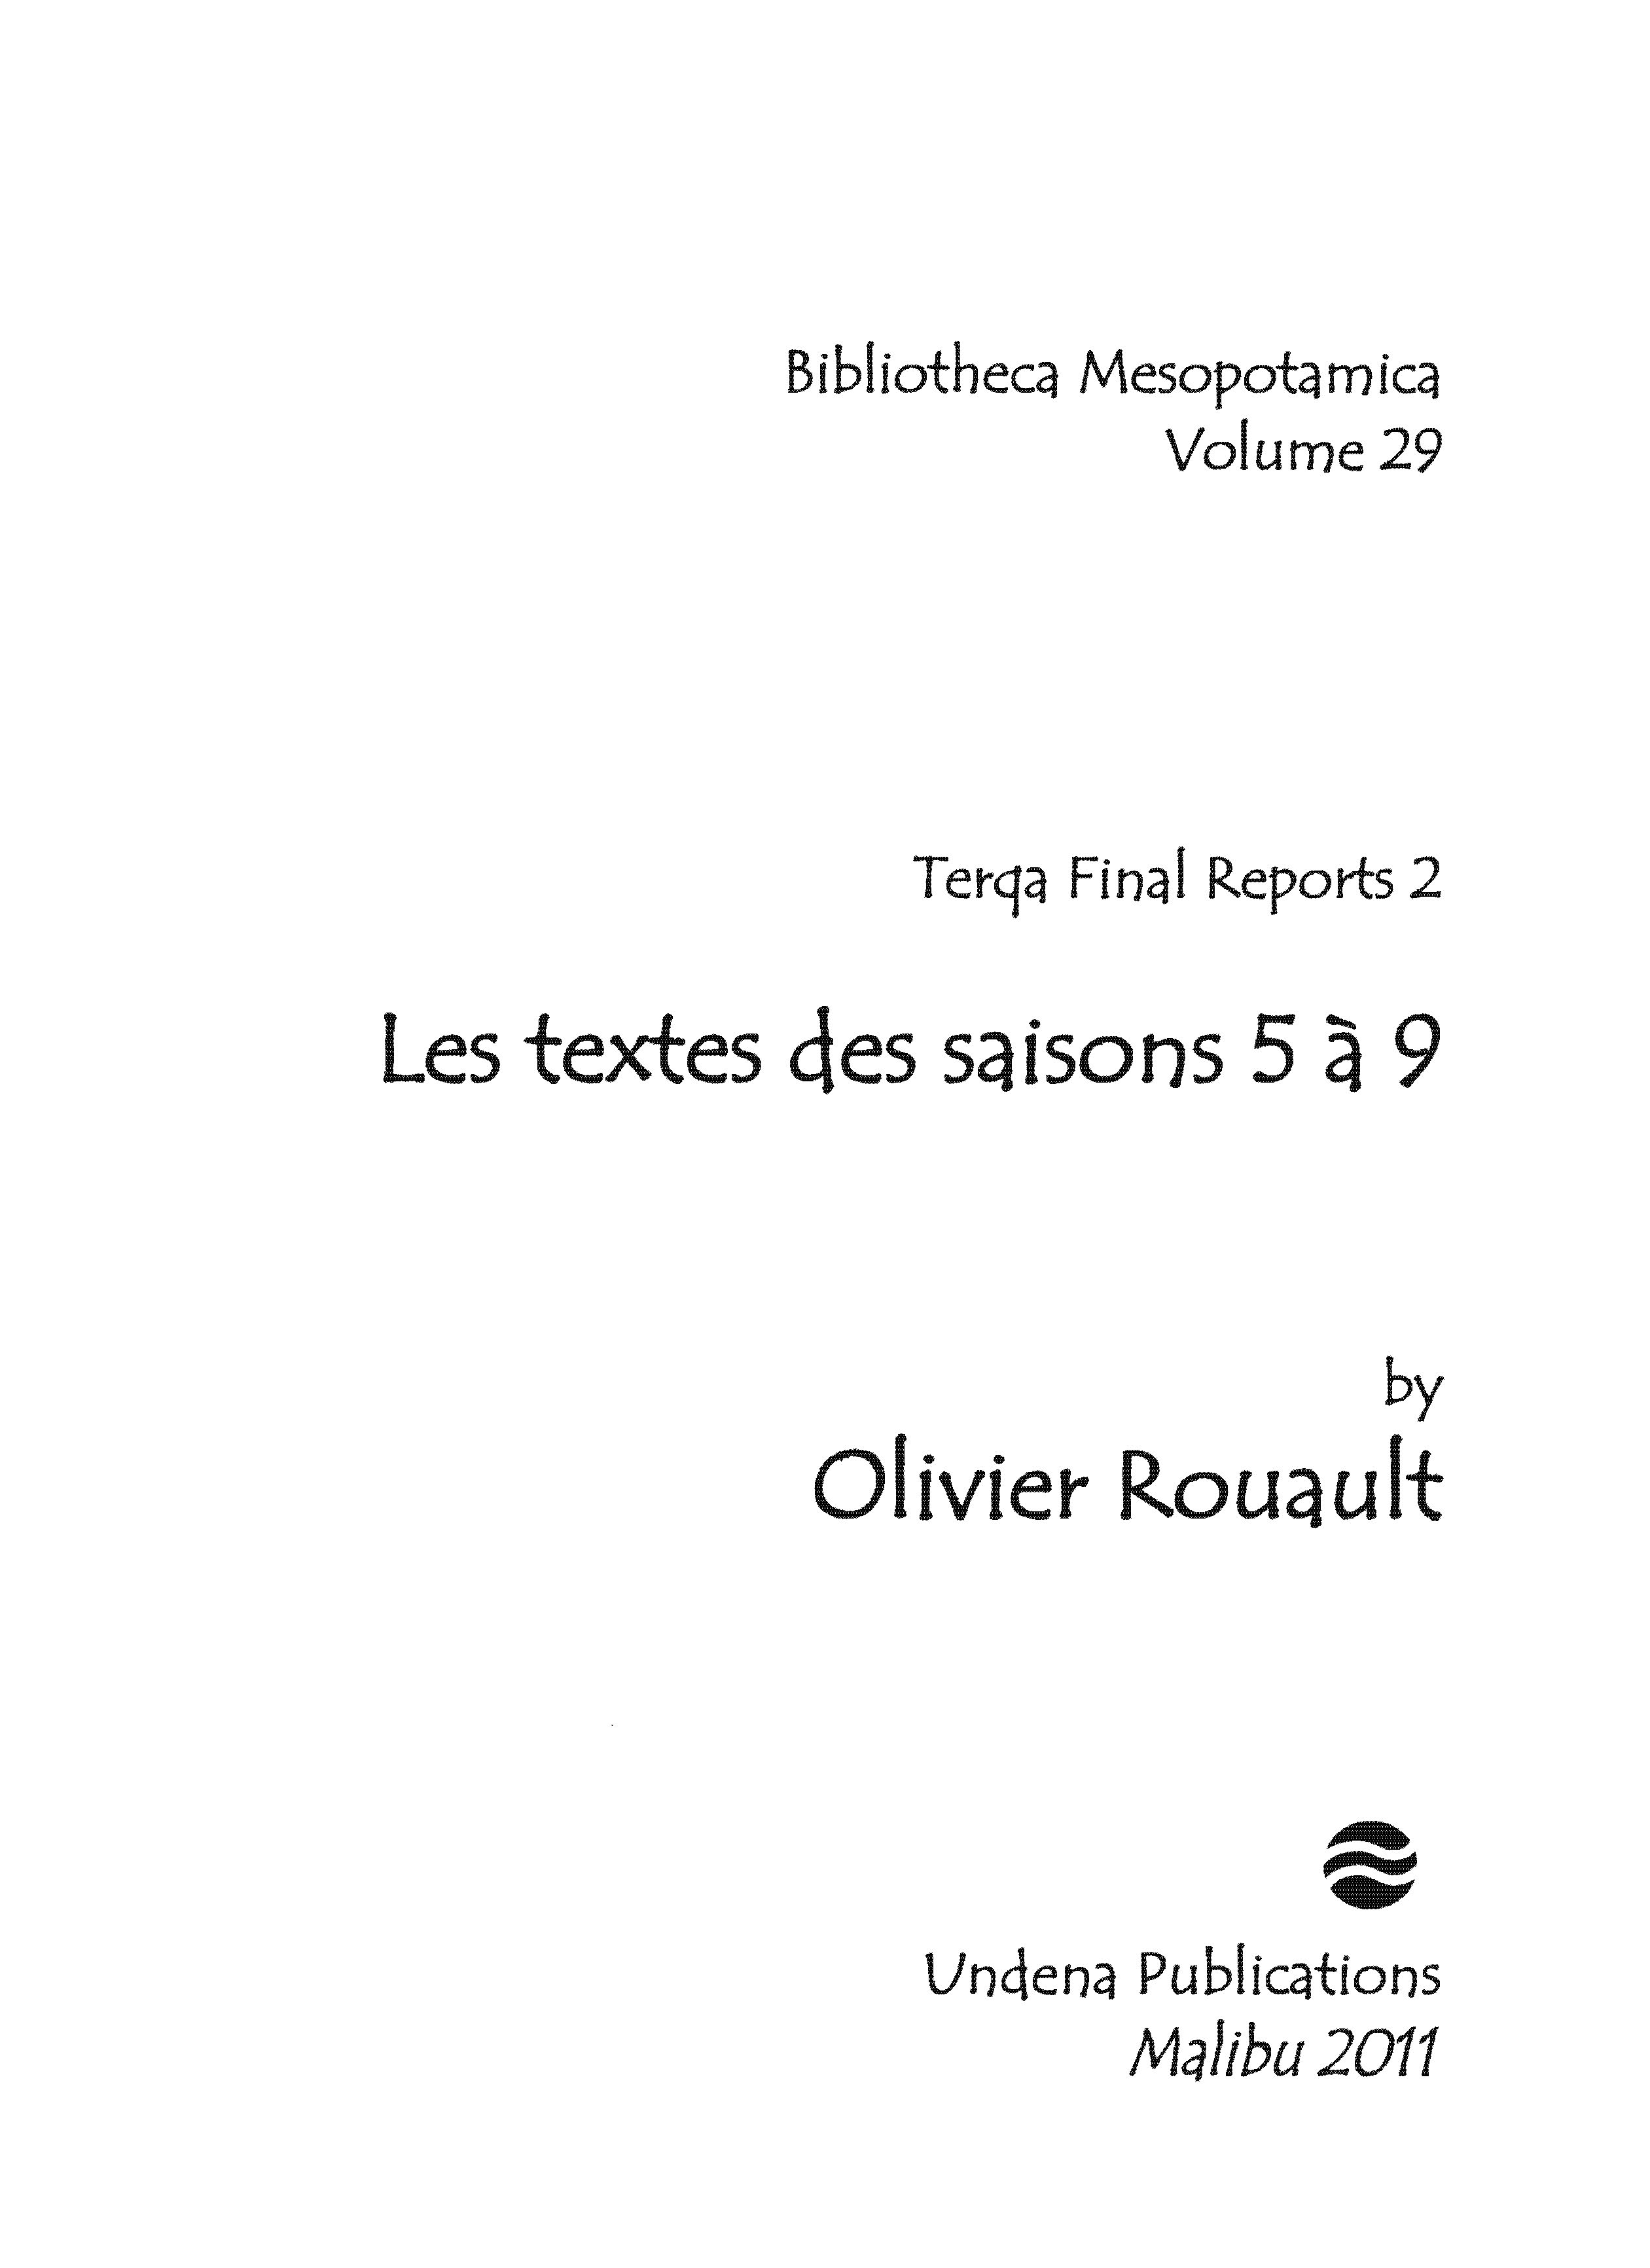 Bibliotheca Mesopotamica
Volume 29
Terqa Final Reports 2
Les textes des saisons 5 à 9
by
Olivier Rouault
Undena Publications
Malibu 2011